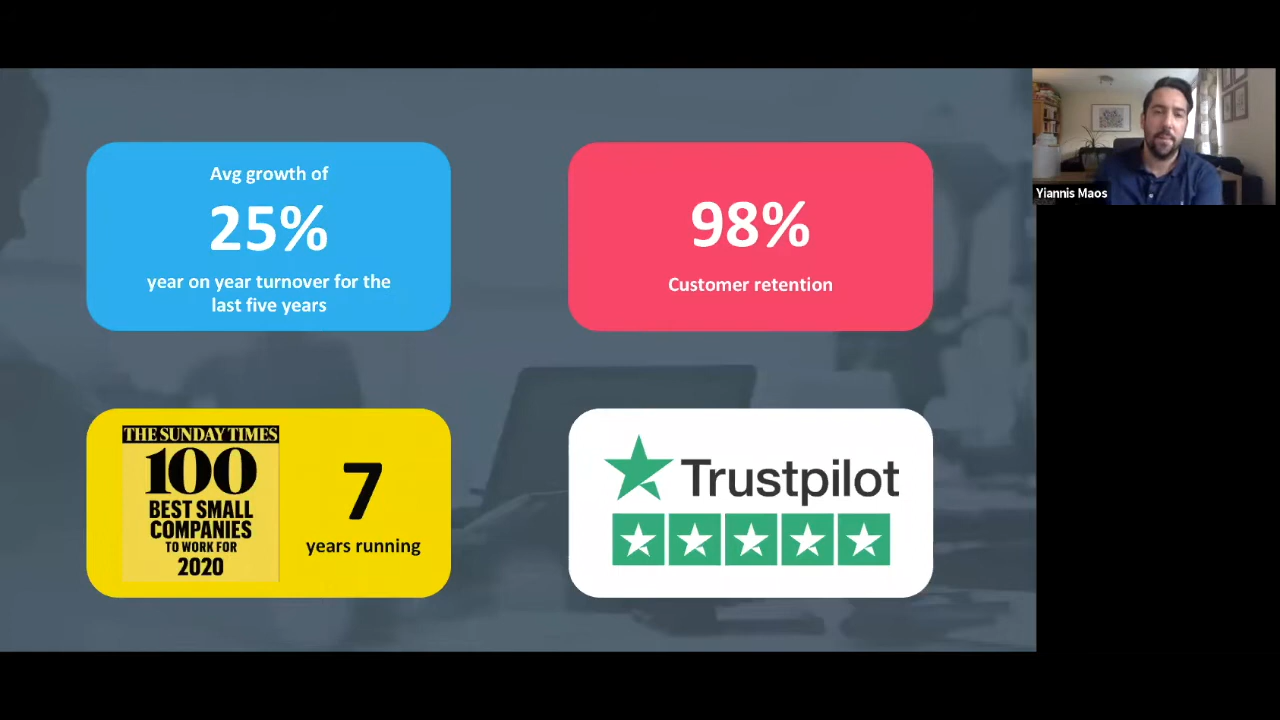 Avg growth of
25%
year on year turnover for the
last five years
98%
Customer retention
Yiannis Maos
THE SUNDAY TIMES
100
BEST SMALL
COMPANIES
TO WORK FOR
2020
7
years running
Trustpilot